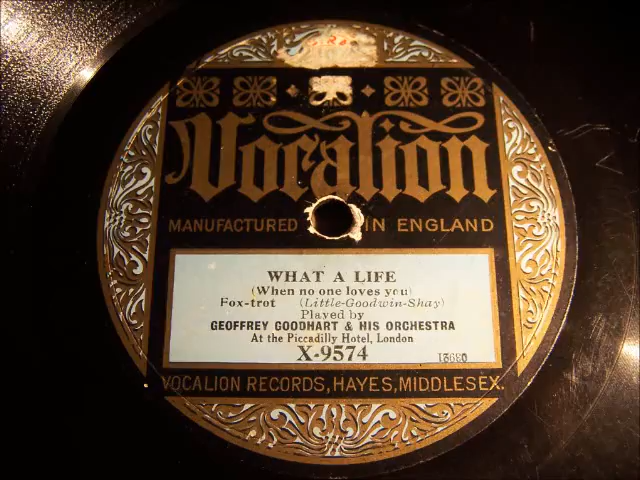 Vocalion
MANUFACTURED IN ENGLAND
WHAT A LIFE
(When no one loves you)
Fox-trot (Little-Goodwin-Shay)
Played by
GEOFFREY GOODHART & HIS ORCHESTRA
At the Piccadilly Hotel, London
X-9574
VOCALION RECORDS, HAYES, MIDDLESEX.